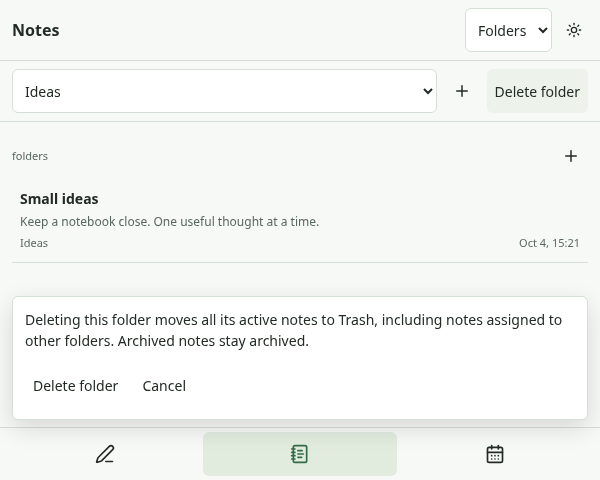 Notes
Folders
Ideas
Delete folder
folders
Small ideas
Keep a notebook close. One useful thought at a time.
Ideas
Oct 4, 15:21
Deleting this folder moves all its active notes to Trash, including notes assigned to
other folders. Archived notes stay archived.
Delete folder
Cancel